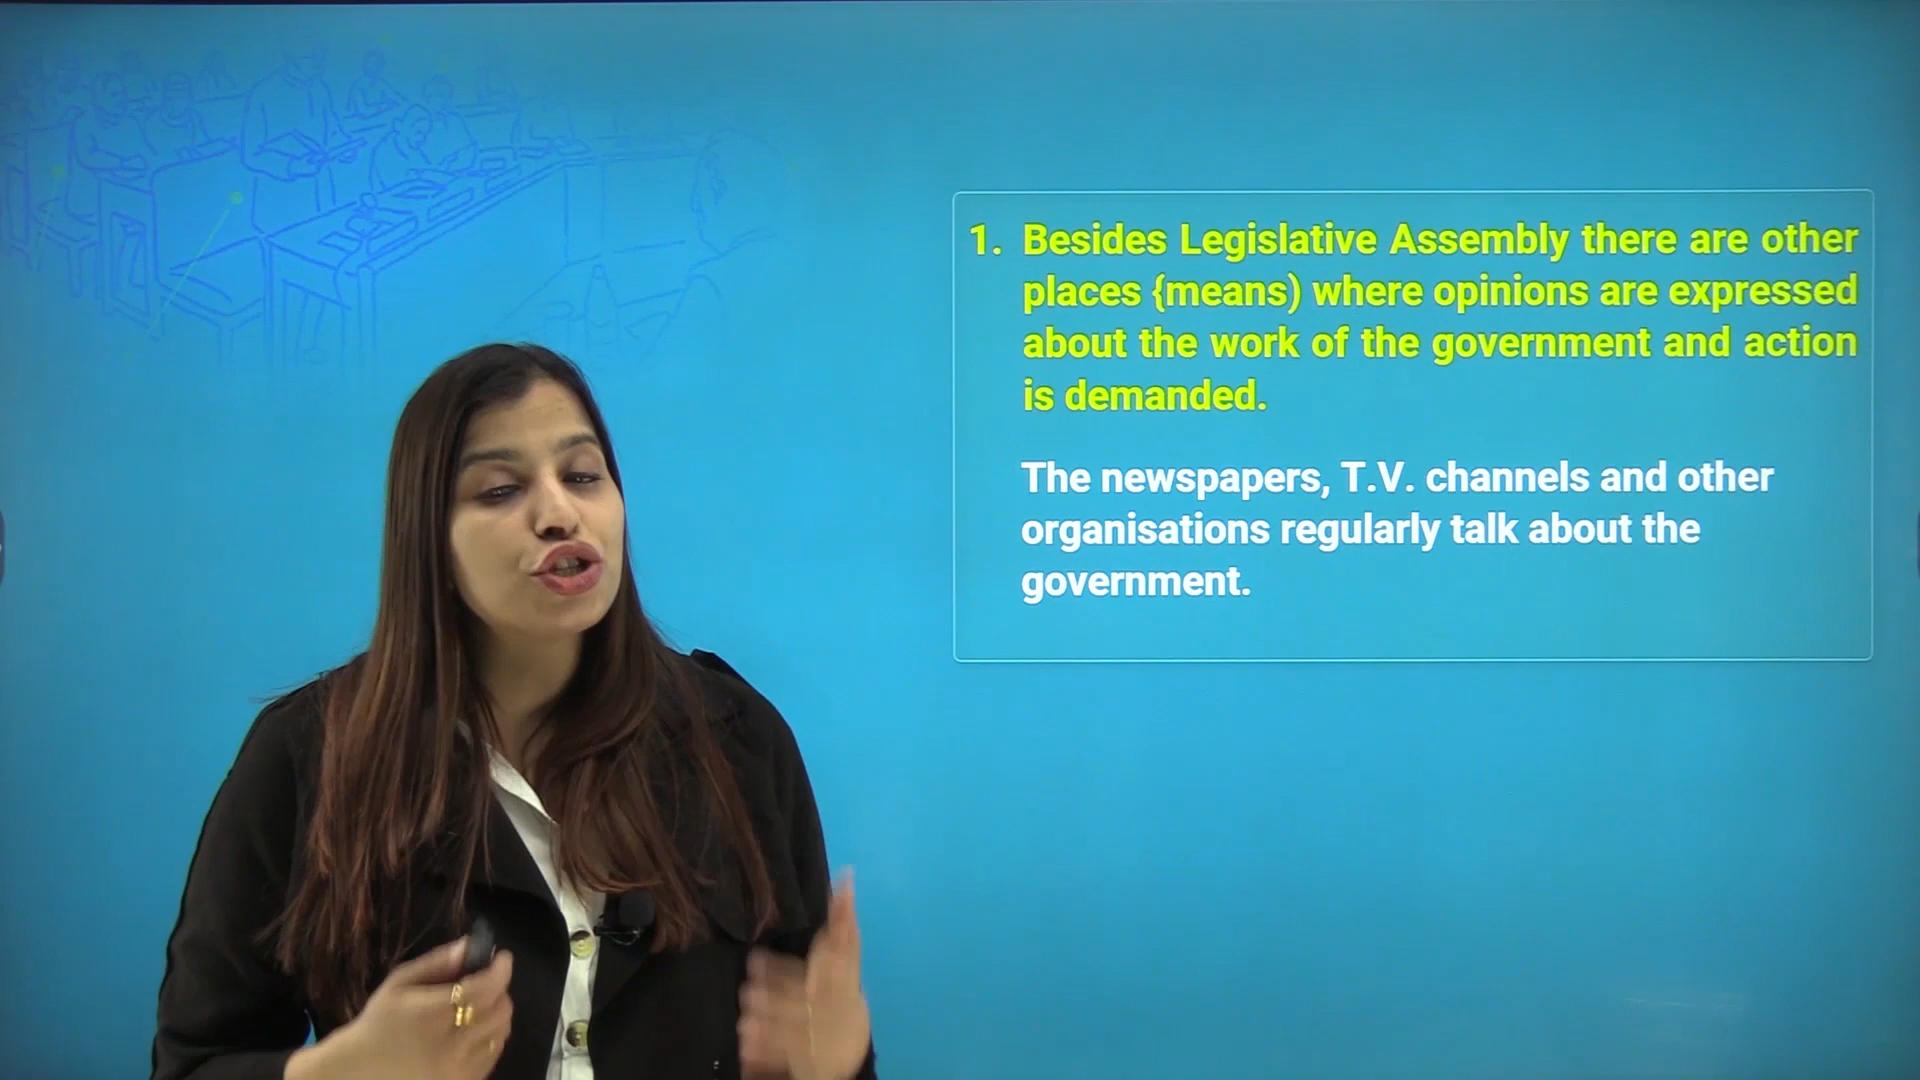 1. Besides Legislative Assembly there are other
places {means) where opinions are expressed
about the work of the government and action
is demanded.
The newspapers, T.V. channels and other
organisations regularly talk about the
government.